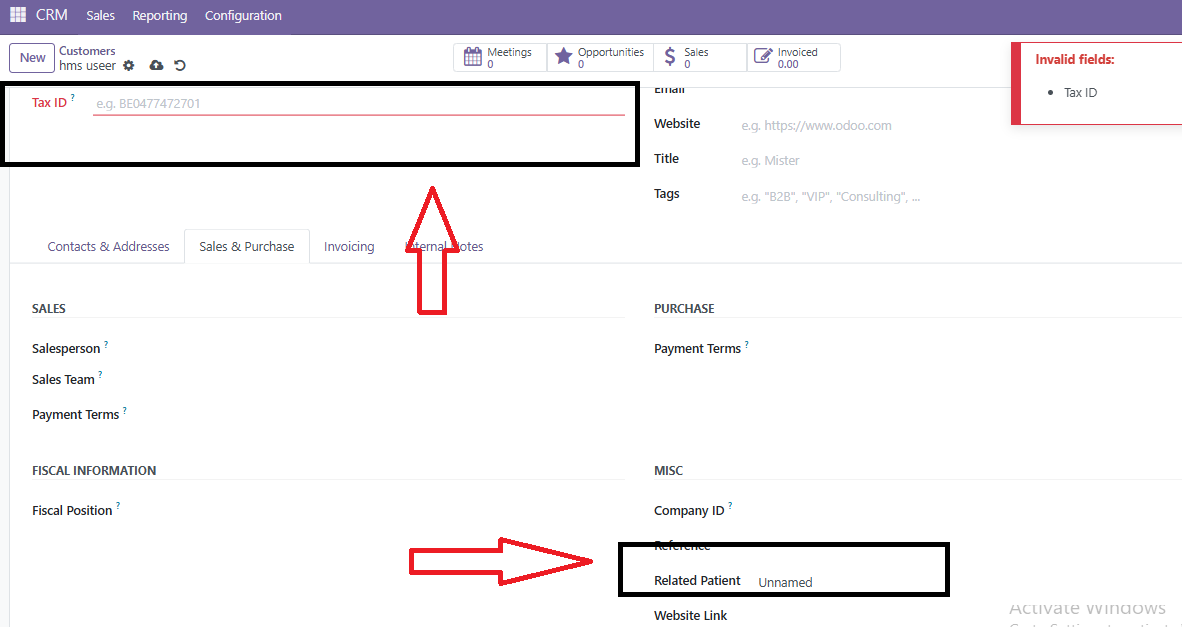 CRM Sales Reporting Configuration
New Customers
hms useer
Meetings 0
Opportunities 0
Sales 0
Invoiced 0.00
Invalid fields:
• Tax ID
Tax ID ? e.g. BE0477472701
Email
Website e.g. https://www.odoo.com
Title e.g. Mister
Tags e.g. "B2B", "VIP", "Consulting", ...
Contacts & Addresses Sales & Purchase Invoicing Internal Notes
SALES
PURCHASE
Salesperson ?
Payment Terms ?
Sales Team ?
Payment Terms ?
FISCAL INFORMATION
MISC
Fiscal Position ?
Company ID ?
Reference
Related Patient Unnamed
Website Link
Activate Windows